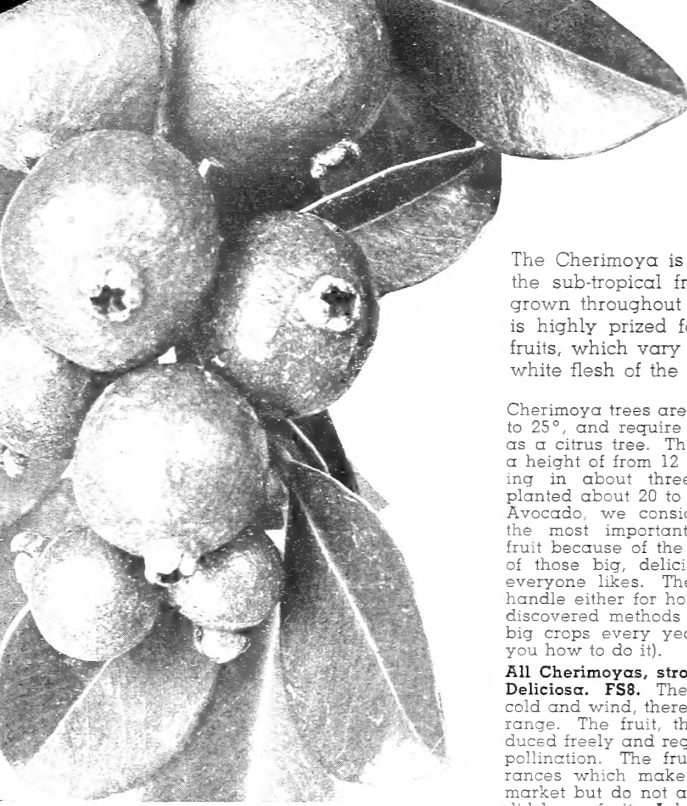 The Cherimoya is
the sub-tropical fr
grown throughout
is highly prized fo
fruits, which vary
white flesh of the
Cherimoya trees are
to 25°, and require
as a citrus tree. Th
a height of from 12
ing in about three
planted about 20 to
Avocado, we consid
the most important
fruit because of the
of those big, delici
everyone likes. The
handle either for ho
discovered methods
big crops every yea
you how to do it).
All Cherimoyas, stro
Deliciosa. FS8. The
cold and wind, there
range. The fruit, th
duced freely and req
pollination. The fru
rances which make
market but do not a